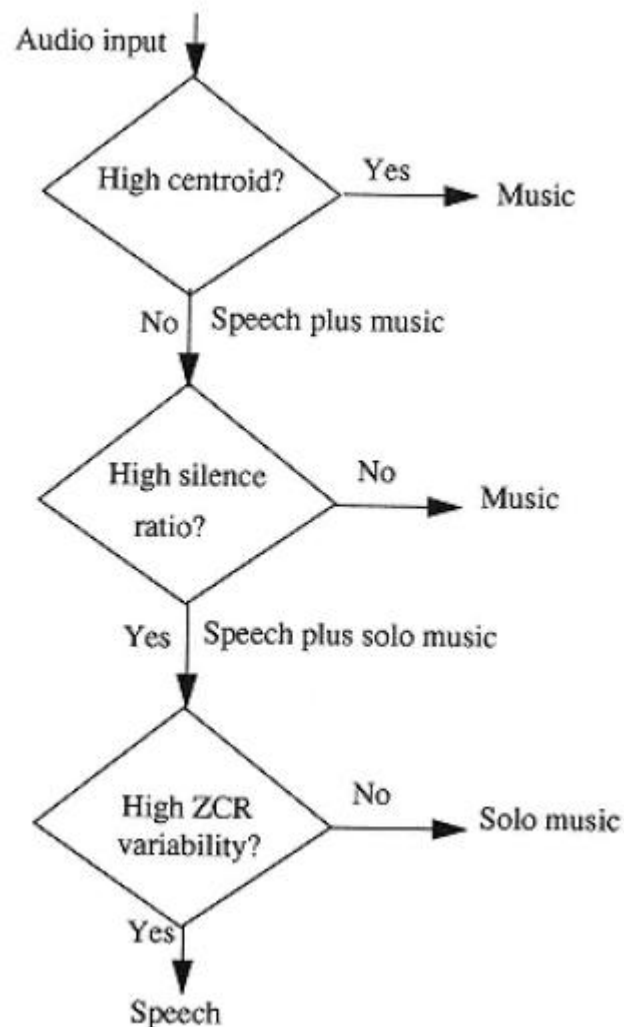 Audio input
High centroid?
Yes
Music
No
Speech plus music
High silence
ratio?
No
Music
Yes
Speech plus solo music
High ZCR
variability?
No
Solo music
Yes
Speech